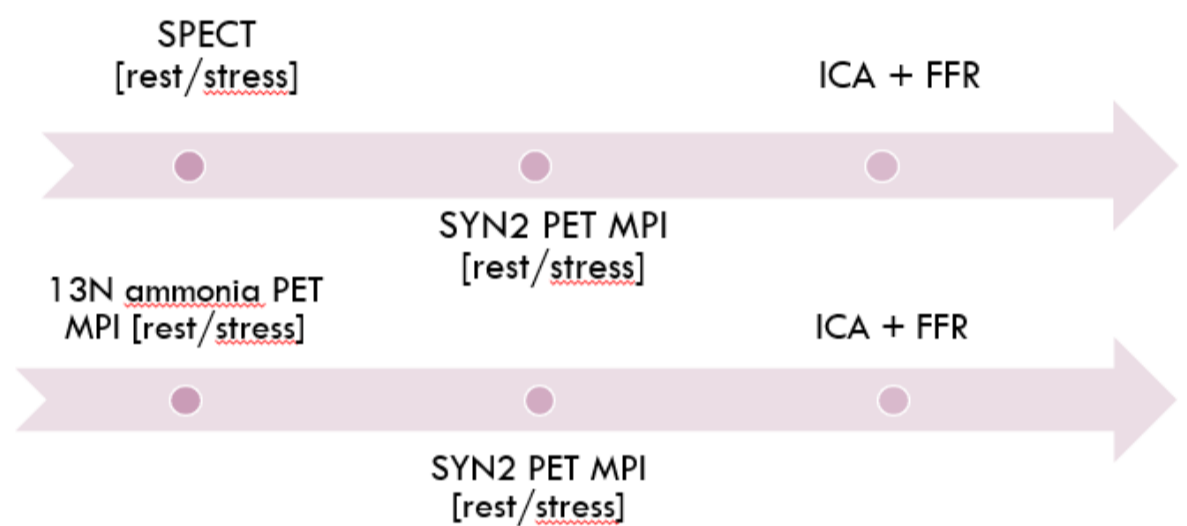 SPECT
[rest/stress]
ICA + FFR
SYN2 PET MPI
[rest/stress]
13N ammonia PET
MPI [rest/stress]
ICA + FFR
SYN2 PET MPI
[rest/stress]